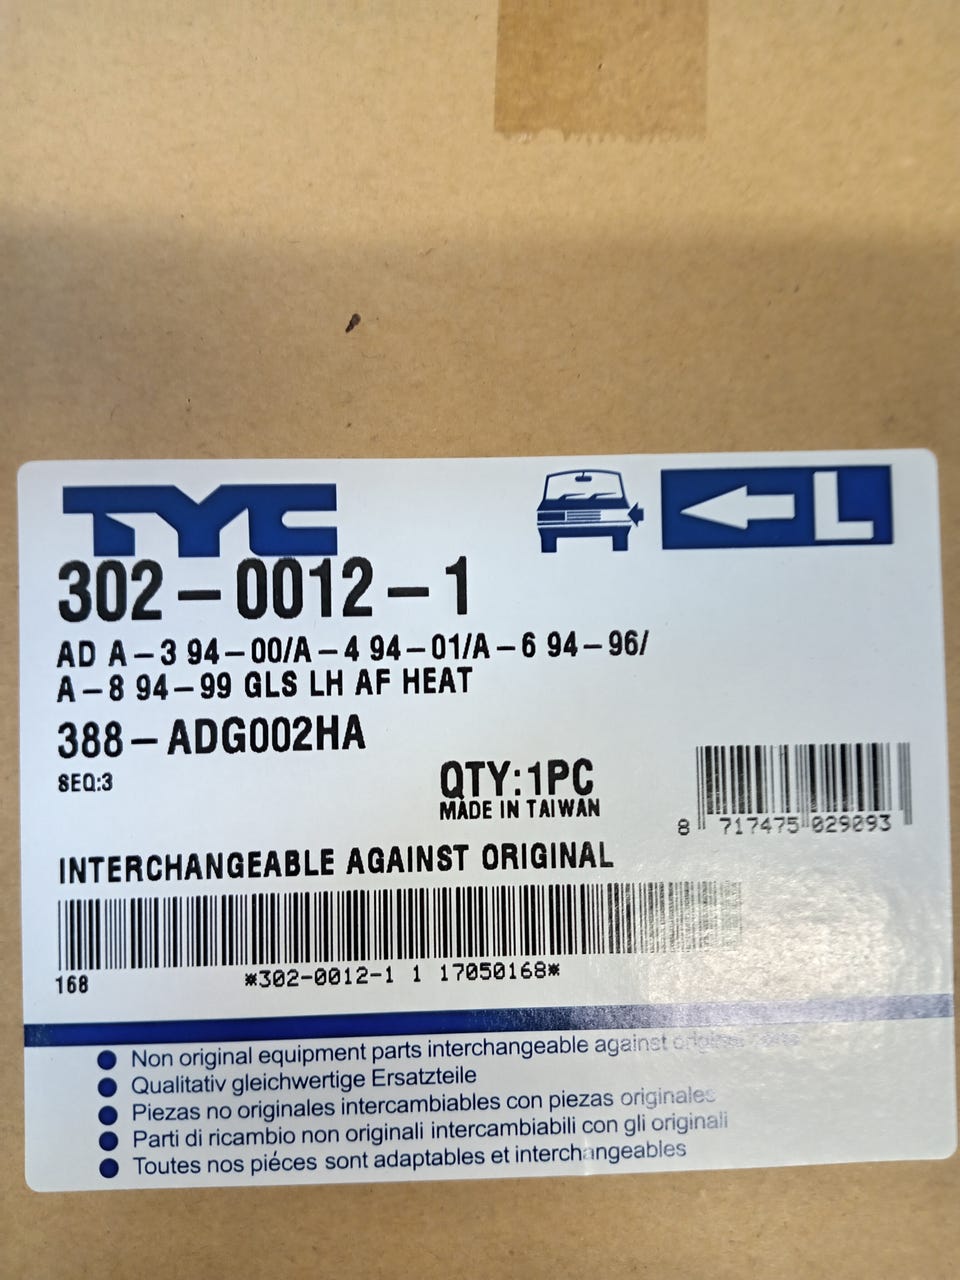 TYC
L
302-0012-1
AD A-3 94-00/A-4 94-01/A-6 94-96/
A-8 94-99 GLS LH AF HEAT
388-ADG002HA
SEQ:3
QTY:1PC
MADE IN TAIWAN
8 717475 029093
INTERCHANGEABLE AGAINST ORIGINAL
168
*302-0012-1 1 17050168*
Non original equipment parts interchangeable against original parts
Qualitativ gleichwertige Ersatzteile
Piezas no originales intercambiables con piezas originales
Parti di ricambio non originali intercambiabili con gli originali
Toutes nos piéces sont adaptables et interchangeables